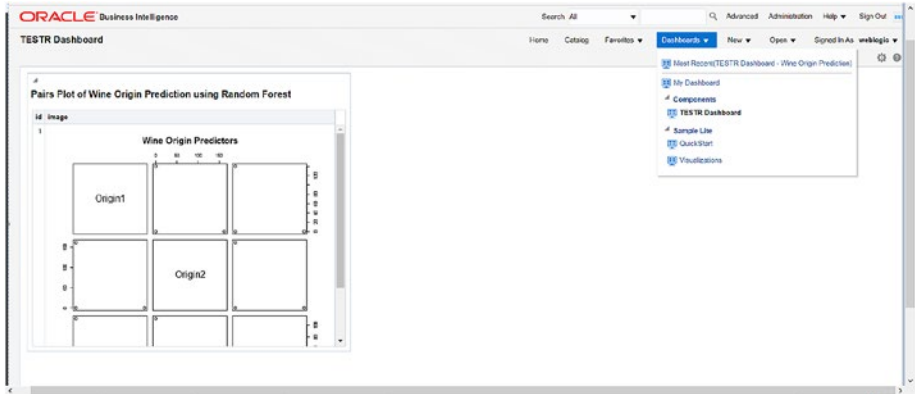 ORACLE Business Intelligence
Search All
Advanced Administration Help Sign Out
TESTR Dashboard
Home Catalog Favorites Dashboards New Open Signed In As weblogic
Most Recent(TESTR Dashboard - Wine Origin Prediction)
My Dashboard
Components
TESTR Dashboard
Sample Lite
QuickStart
Visualizations
Pairs Plot of Wine Origin Prediction using Random Forest
id image
1
Wine Origin Predictors
Origin1
Origin2